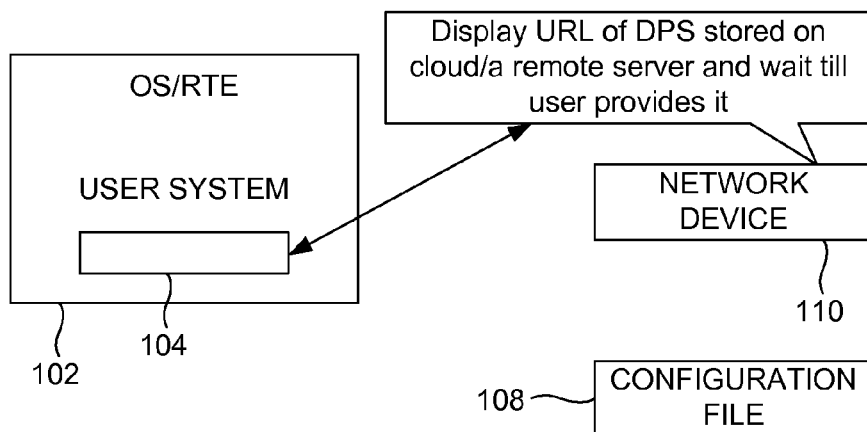 Display URL of DPS stored on
cloud/a remote server and wait till
user provides it
OS/RTE
USER SYSTEM
104
102
NETWORK
DEVICE
110
108
CONFIGURATION
FILE